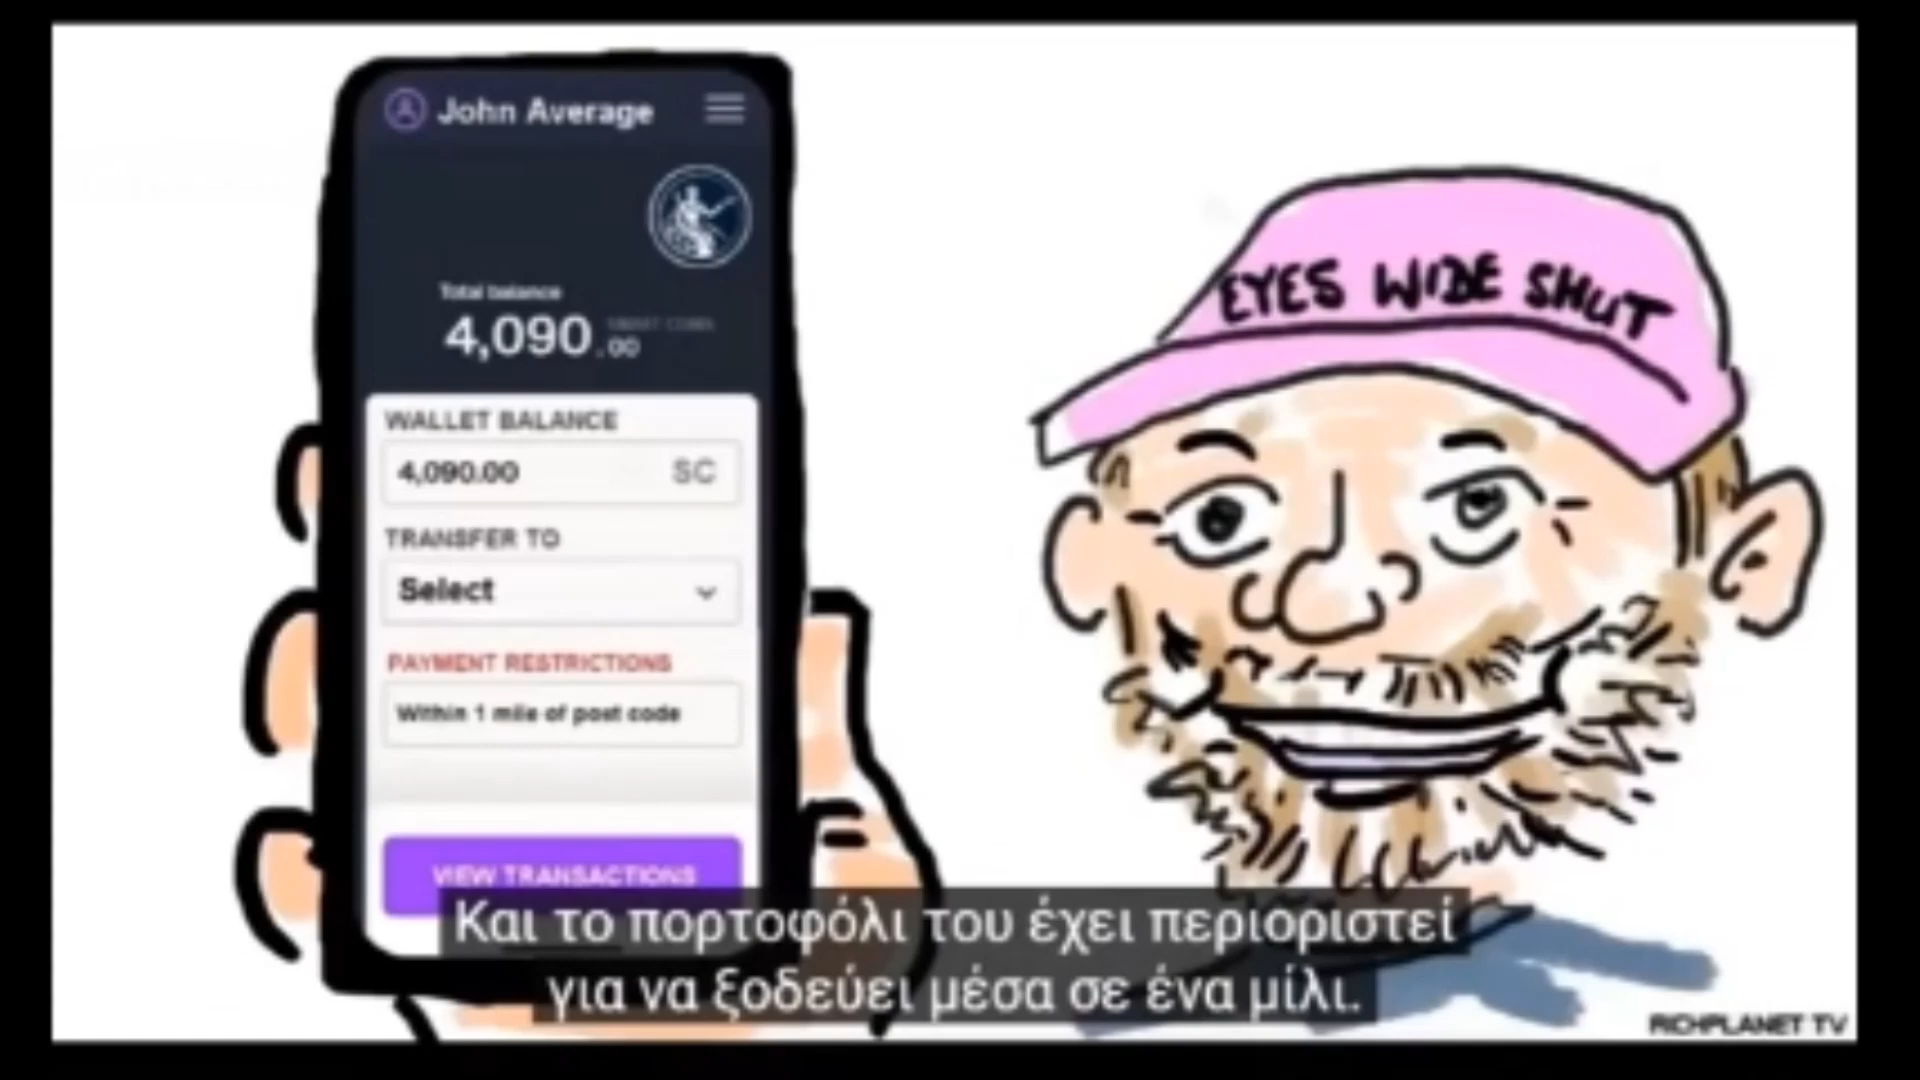 John Average
Total balance
4,090.00
SMART COINS
WALLET BALANCE
4,090.00 SC
TRANSFER TO
Select
PAYMENT RESTRICTIONS
Within 1 mile of post code
VIEW TRANSACTIONS
EYES WIDE SHUT
Και το πορτοφόλι του έχει περιοριστεί
για να ξοδεύει μέσα σε ένα μίλι.
RICHPLANET TV